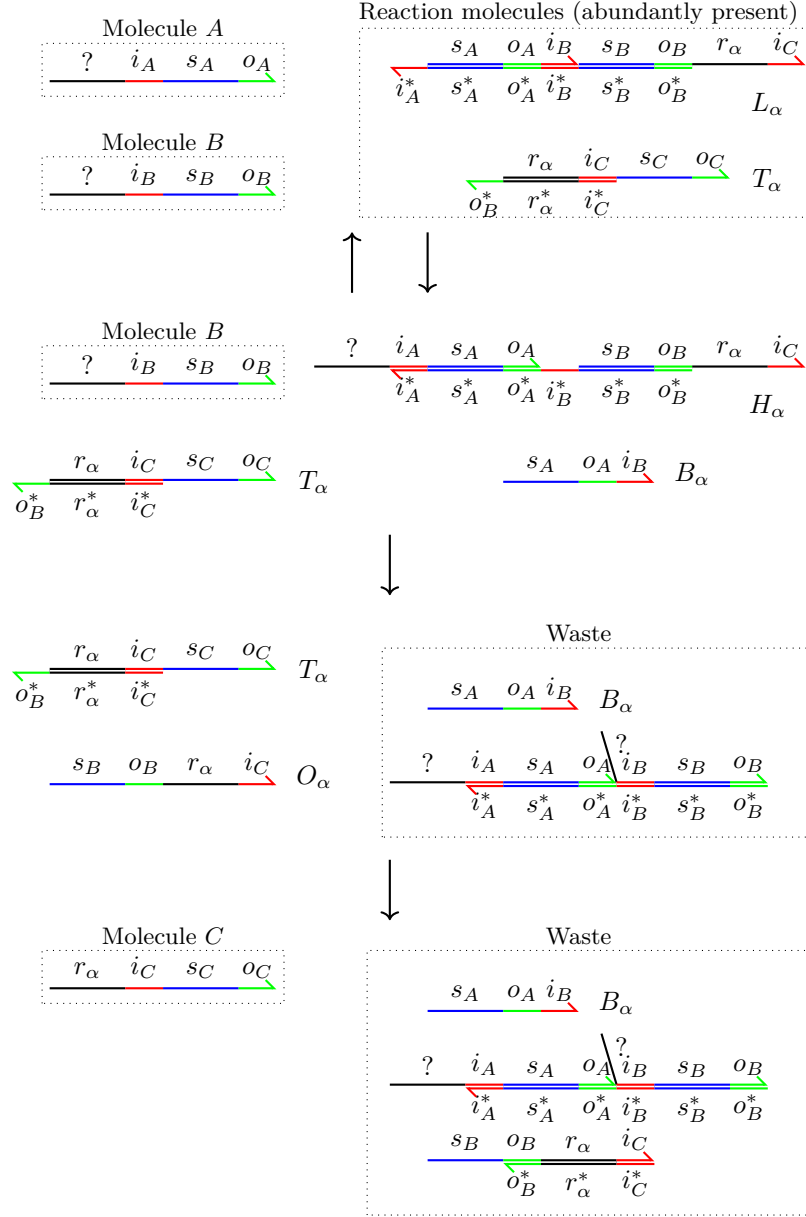 Reaction molecules (abundantly present)
Molecule A
? i_A s_A o_A
s_A o_A i_B s_B o_B r_α i_C
i_A^* s_A^* o_A^* i_B^* s_B^* o_B^*
L_α
Molecule B
? i_B s_B o_B
r_α i_C s_C o_C
T_α
o_B^* r_α^* i_C^*
Molecule B
? i_B s_B o_B
? i_A s_A o_A s_B o_B r_α i_C
i_A^* s_A^* o_A^* i_B^* s_B^* o_B^*
H_α
r_α i_C s_C o_C
T_α
o_B^* r_α^* i_C^*
s_A o_A i_B
B_α
Waste
r_α i_C s_C o_C
T_α
o_B^* r_α^* i_C^*
s_A o_A i_B
B_α
s_B o_B r_α i_C
O_α
?
? i_A s_A o_A i_B s_B o_B
i_A^* s_A^* o_A^* i_B^* s_B^* o_B^*
Molecule C
r_α i_C s_C o_C
Waste
s_A o_A i_B
B_α
?
? i_A s_A o_A i_B s_B o_B
i_A^* s_A^* o_A^* i_B^* s_B^* o_B^*
s_B o_B r_α i_C
o_B^* r_α^* i_C^*